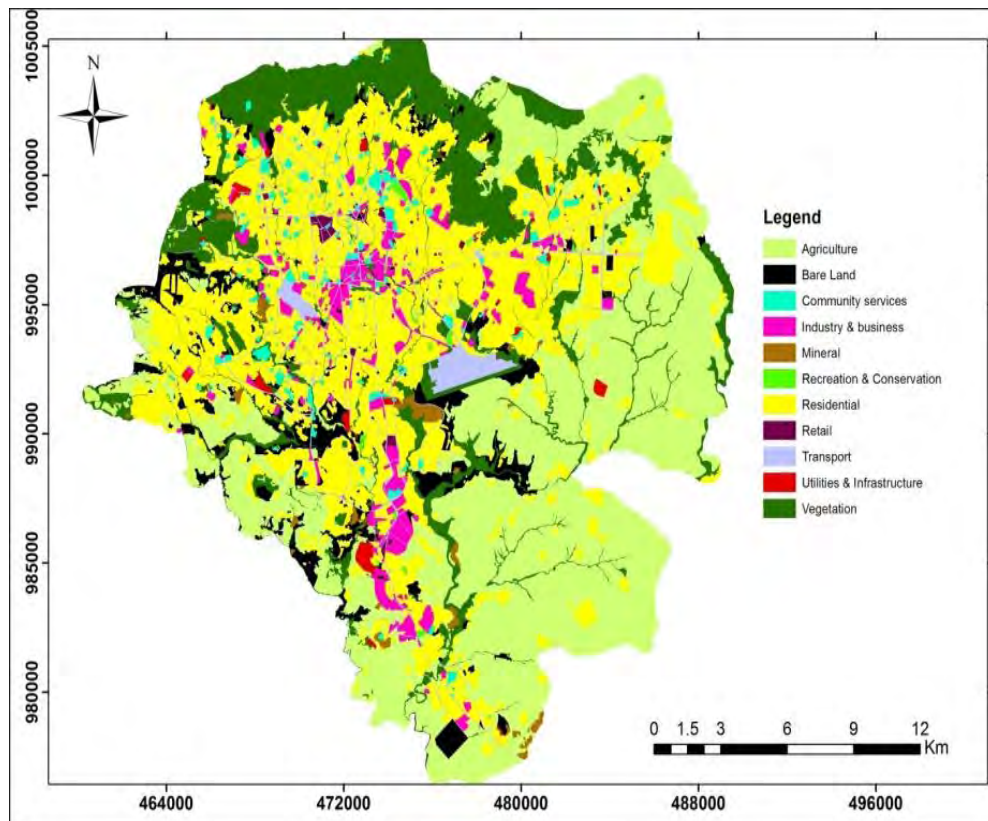 N
1005000
1000000
995000
990000
985000
980000
Legend
Agriculture
Bare Land
Community services
Industry & business
Mineral
Recreation & Conservation
Residential
Retail
Transport
Utilities & Infrastructure
Vegetation
0 1.5 3 6 9 12
Km
464000 472000 480000 488000 496000